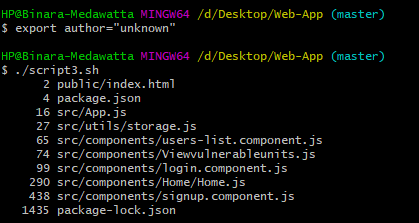 HP@Binara-Medawatta MINGW64 /d/Desktop/Web-App (master)
$ export author="unknown"
HP@Binara-Medawatta MINGW64 /d/Desktop/Web-App (master)
$ ./script3.sh
2 public/index.html
4 package.json
16 src/App.js
27 src/utils/storage.js
65 src/components/users-list.component.js
74 src/components/Viewvulnerableunits.js
99 src/components/login.component.js
290 src/components/Home/Home.js
438 src/components/signup.component.js
1435 package-lock.json